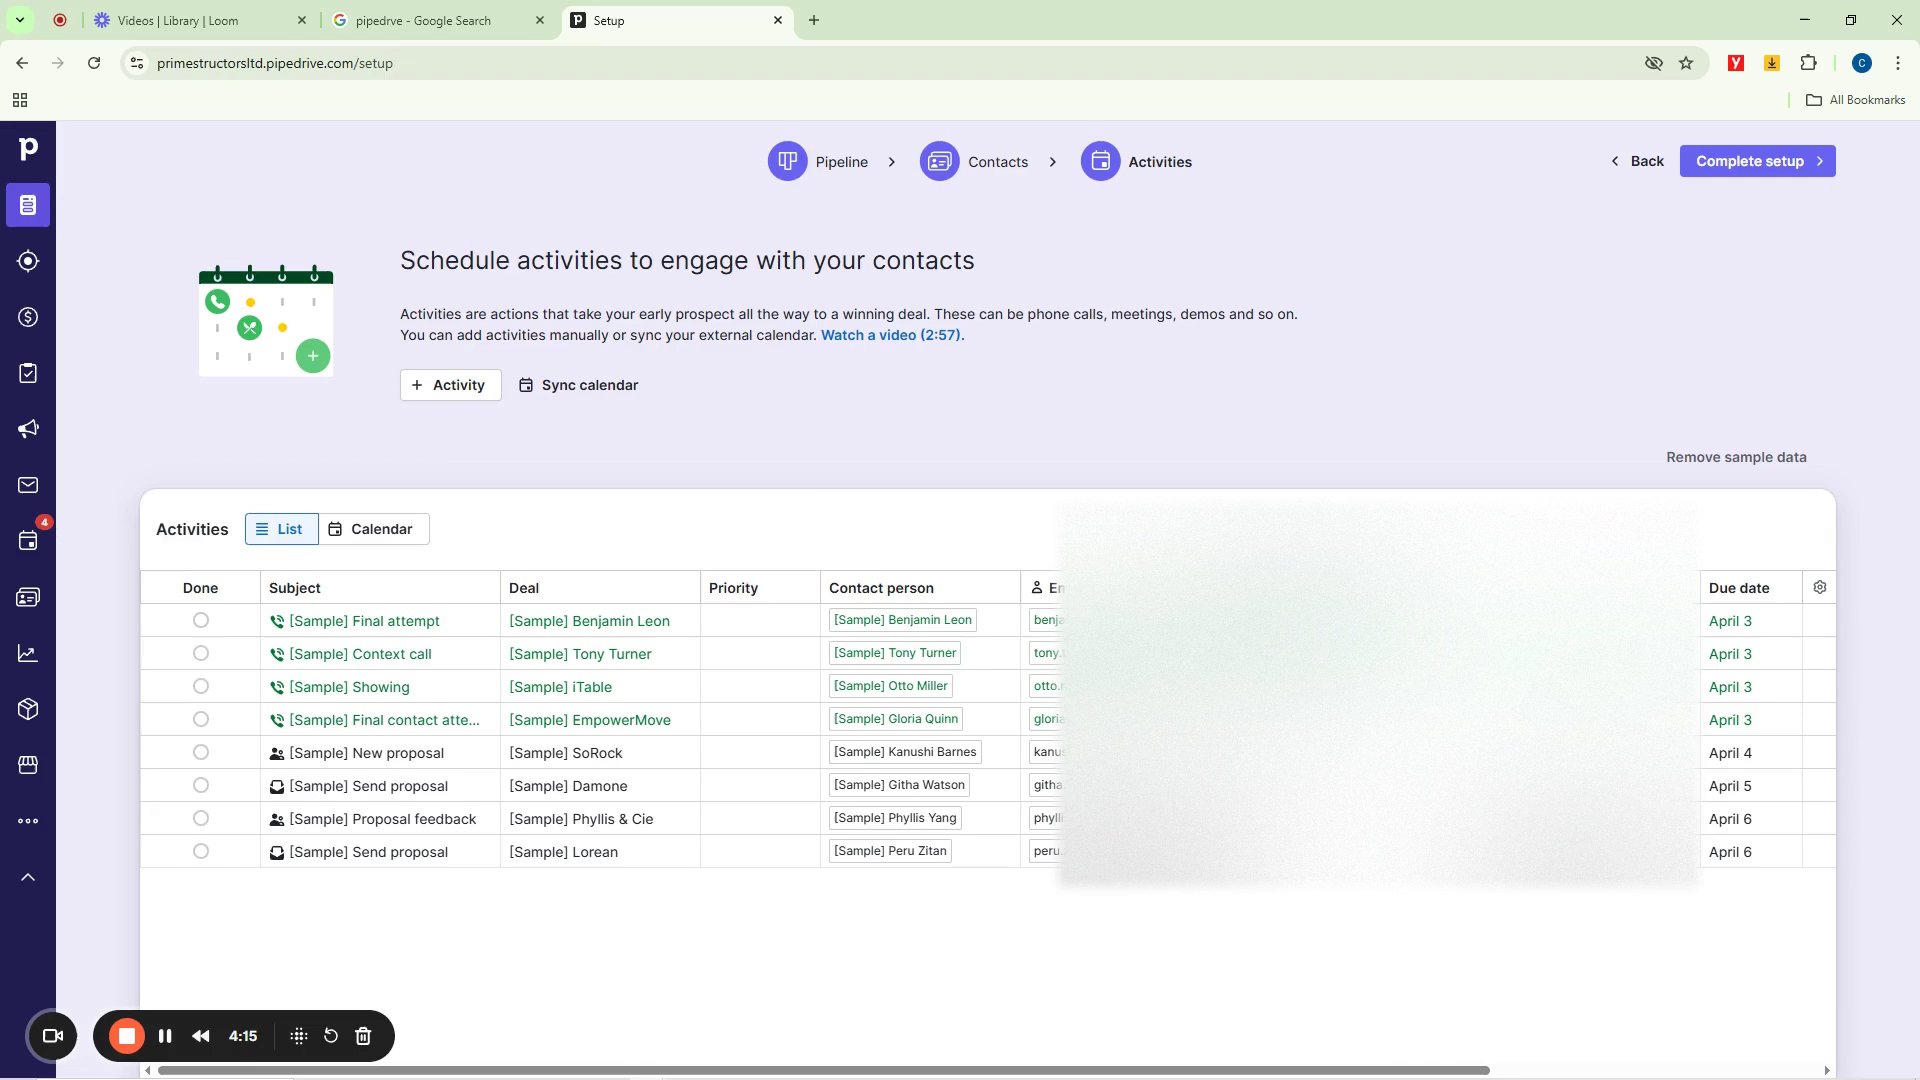 Videos | Library | Loom
pipedrve - Google Search
Setup
primestructorsltd.pipedrive.com/setup
All Bookmarks
Pipeline
Contacts
Activities
Back
Complete setup
Schedule activities to engage with your contacts
Activities are actions that take your early prospect all the way to a winning deal. These can be phone calls, meetings, demos and so on.
You can add activities manually or sync your external calendar. Watch a video (2:57).
+ Activity
Sync calendar
Remove sample data
Activities
List
Calendar
Done Subject Deal Priority Contact person Due date
[Sample] Final attempt [Sample] Benjamin Leon [Sample] Benjamin Leon April 3
[Sample] Context call [Sample] Tony Turner [Sample] Tony Turner tony. April 3
[Sample] Showing [Sample] iTable [Sample] Otto Miller April 3
[Sample] Final contact atte... [Sample] EmpowerMove [Sample] Gloria Quinn April 3
[Sample] New proposal [Sample] SoRock [Sample] Kanushi Barnes April 4
[Sample] Send proposal [Sample] Damone [Sample] Githa Watson githa April 5
[Sample] Proposal feedback [Sample] Phyllis & Cie [Sample] Phyllis Yang April 6
[Sample] Send proposal [Sample] Lorean [Sample] Peru Zitan peru. April 6
4
4:15
C
p
y